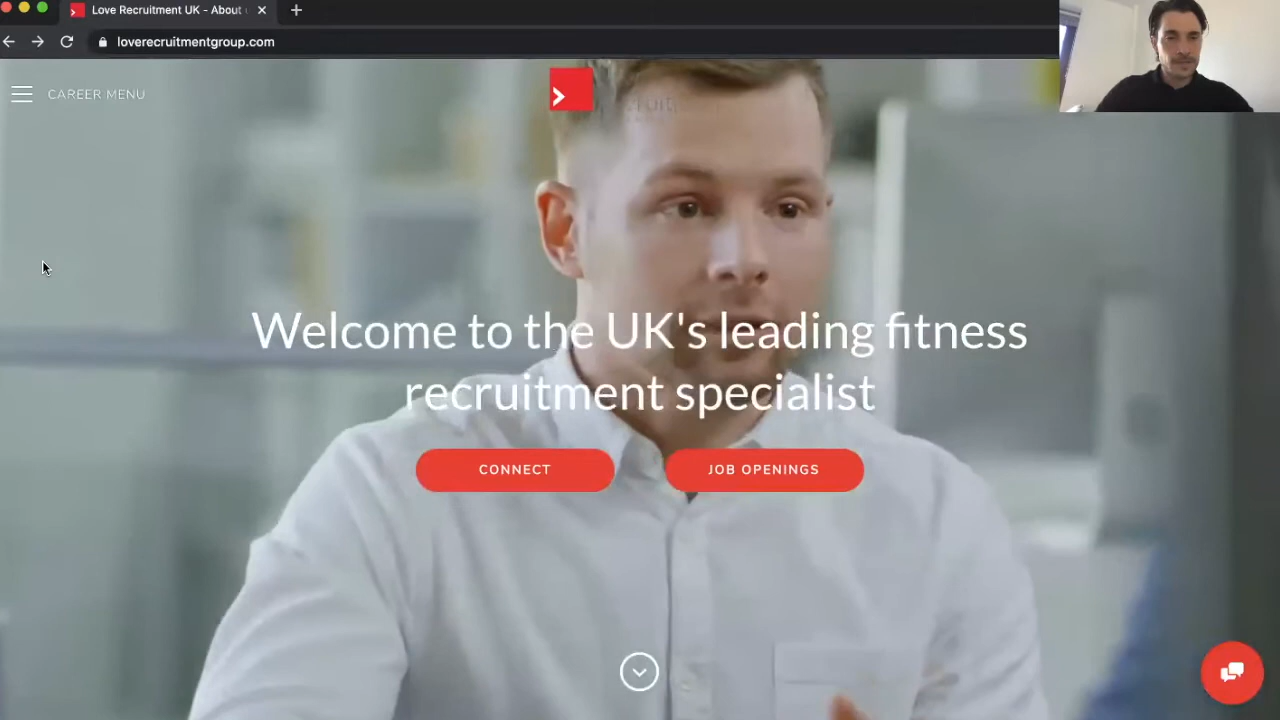 Love Recruitment UK - About
loverecruitmentgroup.com
CAREER MENU
Welcome to the UK's leading fitness
recruitment specialist
CONNECT
JOB OPENINGS